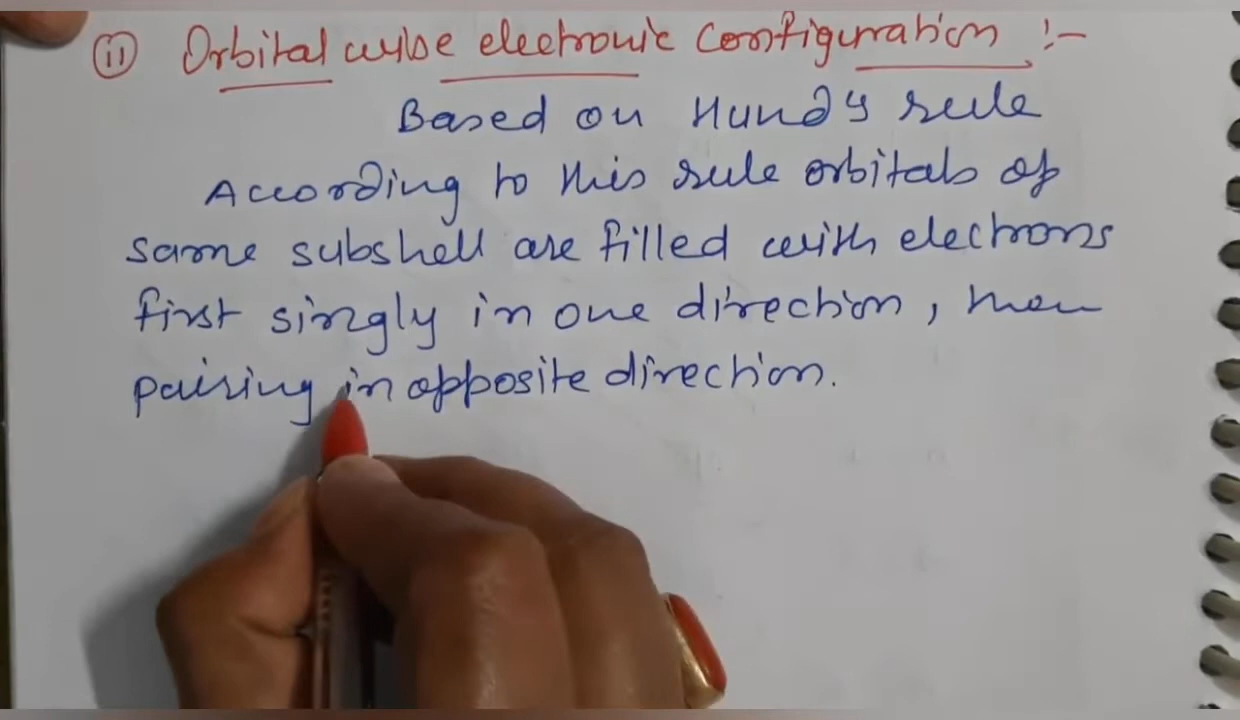 (ii) Orbital wise electronic Configuration :-
Based on Hund's rule
According to this rule orbitals of
same subshell are filled with electrons
first singly in one direction, then
pairing in opposite direction.